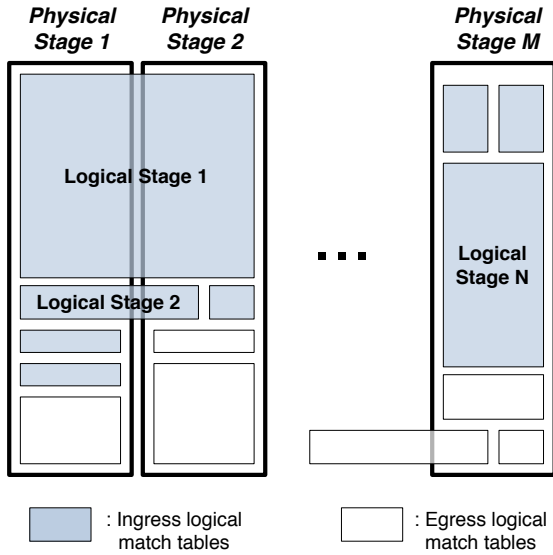 Physical
Stage 1
Physical
Stage 2
Physical
Stage M
Logical Stage 1
Logical Stage 2
Logical
Stage N
: Ingress logical
match tables
: Egress logical
match tables